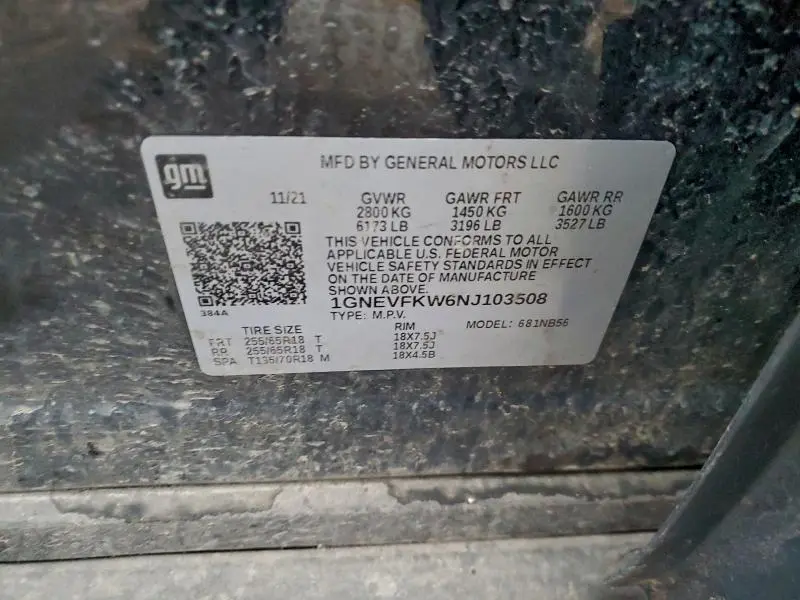 gm
MFD BY GENERAL MOTORS LLC
11/21 GVWR GAWR FRT GAWR RR
2800 KG 1450 KG 1600 KG
6173 LB 3196 LB 3527 LB
THIS VEHICLE CONFORMS TO ALL
APPLICABLE U.S. FEDERAL MOTOR
VEHICLE SAFETY STANDARDS IN EFFECT
ON THE DATE OF MANUFACTURE
SHOWN ABOVE.
384A
1GNEVFKW6NJ103508
TYPE: M.P.V. MODEL: 681NB56
TIRE SIZE RIM
FRT 255/65R18 T 18X7.5J
RR 255/65R18 T 18X7.5J
SPA T135/70R18 M 18X4.5B